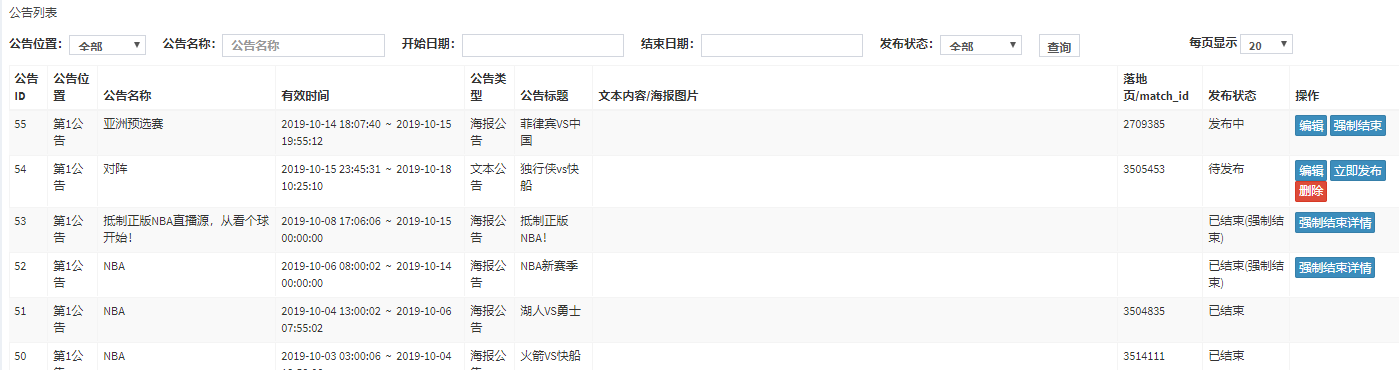 公告列表
公告位置: 全部 公告名称: 公告名称 开始日期: 结束日期: 发布状态: 全部 查询 每页显示 20
公告ID 公告位置 公告名称 有效时间 公告类型 公告标题 文本内容/海报图片 落地页/match_id 发布状态 操作
55 第1公告 亚洲预选赛 2019-10-14 18:07:40 ~ 2019-10-15 19:55:12 海报公告 菲律宾VS中国 2709385 发布中 编辑 强制结束
54 第1公告 对阵 2019-10-15 23:45:31 ~ 2019-10-18 10:25:10 文本公告 独行侠vs快船 3505453 待发布 编辑 立即发布 删除
53 第1公告 抵制正版NBA直播源，从看个球开始！ 2019-10-08 17:06:06 ~ 2019-10-15 00:00:00 海报公告 抵制正版NBA！ 已结束(强制结束) 强制结束详情
52 第1公告 NBA 2019-10-06 08:00:02 ~ 2019-10-14 00:00:00 海报公告 NBA新赛季 已结束(强制结束) 强制结束详情
51 第1公告 NBA 2019-10-04 13:00:02 ~ 2019-10-06 07:55:02 海报公告 湖人VS勇士 3504835 已结束
50 第1公 NBA 2019-10-03 03:00:06 ~ 2019-10-04 海报公 火箭VS快船 3514111 已结束